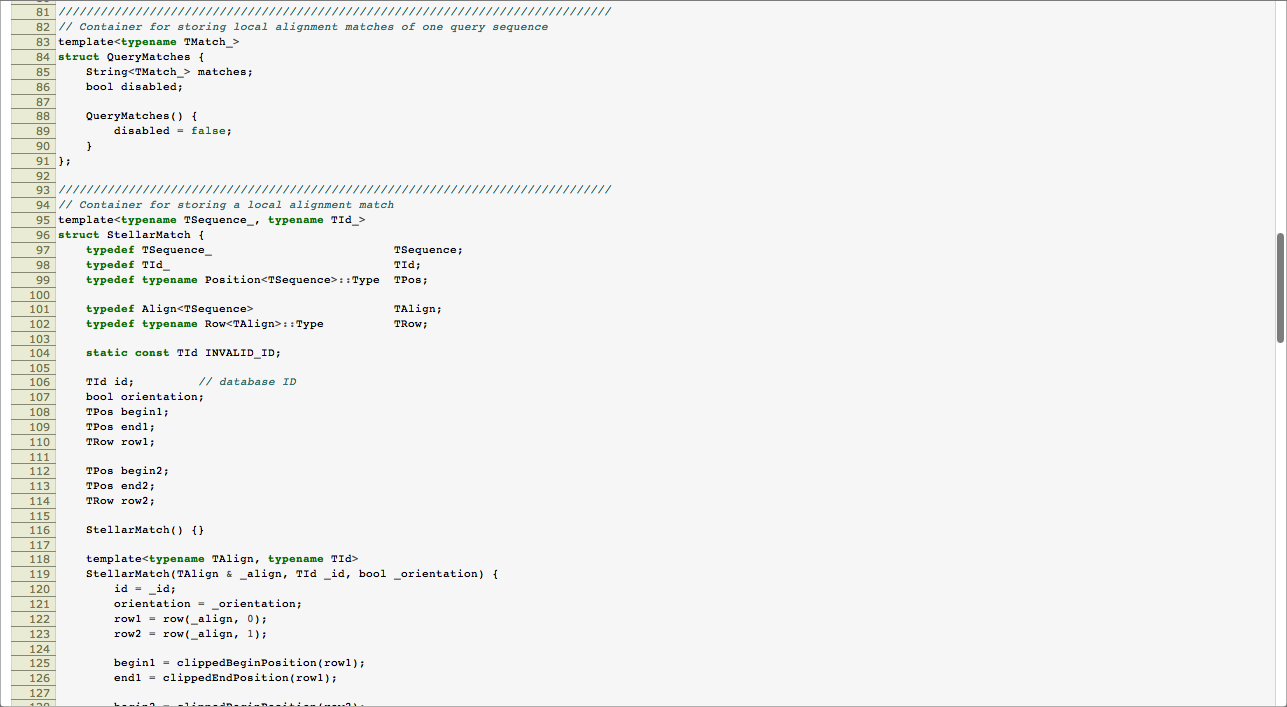 81 ///////////////////////////////////////////////////////////////////////////////
82 // Container for storing local alignment matches of one query sequence
83 template<typename TMatch_>
84 struct QueryMatches {
85     String<TMatch_> matches;
86     bool disabled;
87
88     QueryMatches() {
89         disabled = false;
90     }
91 };
92
93 ///////////////////////////////////////////////////////////////////////////////
94 // Container for storing a local alignment match
95 template<typename TSequence_, typename TId_>
96 struct StellarMatch {
97     typedef TSequence_                          TSequence;
98     typedef TId_                                TId;
99     typedef typename Position<TSequence>::Type  TPos;
100
101     typedef Align<TSequence>                    TAlign;
102     typedef typename Row<TAlign>::Type          TRow;
103
104     static const TId INVALID_ID;
105
106     TId id;         // database ID
107     bool orientation;
108     TPos begin1;
109     TPos end1;
110     TRow row1;
111
112     TPos begin2;
113     TPos end2;
114     TRow row2;
115
116     StellarMatch() {}
117
118     template<typename TAlign, typename TId>
119     StellarMatch(TAlign & _align, TId _id, bool _orientation) {
120         id = _id;
121         orientation = _orientation;
122         row1 = row(_align, 0);
123         row2 = row(_align, 1);
124
125         begin1 = clippedBeginPosition(row1);
126         end1 = clippedEndPosition(row1);
127
128         begin2 = clippedBeginPosition(row2);